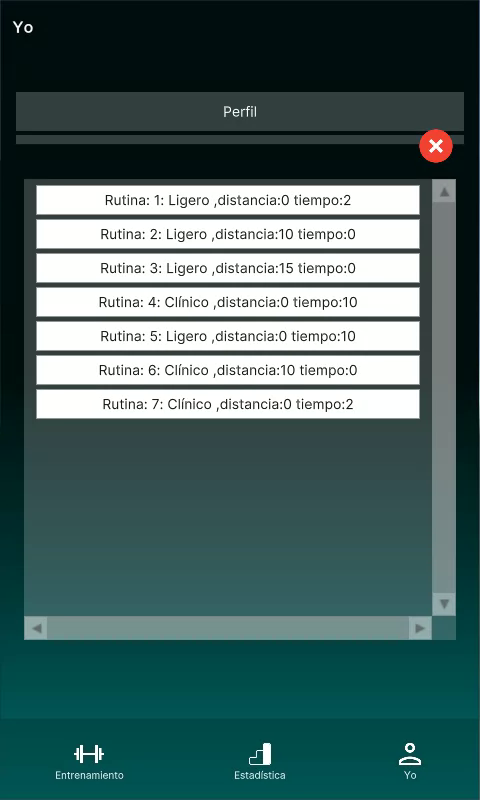 Yo
Perfil
Rutina: 1: Ligero ,distancia:0 tiempo:2
Rutina: 2: Ligero ,distancia:10 tiempo:0
Rutina: 3: Ligero ,distancia:15 tiempo:0
Rutina: 4: Clínico ,distancia:0 tiempo:10
Rutina: 5: Ligero ,distancia:0 tiempo:10
Rutina: 6: Clínico ,distancia:10 tiempo:0
Rutina: 7: Clínico ,distancia:0 tiempo:2
Entrenamiento
Estadística
Yo